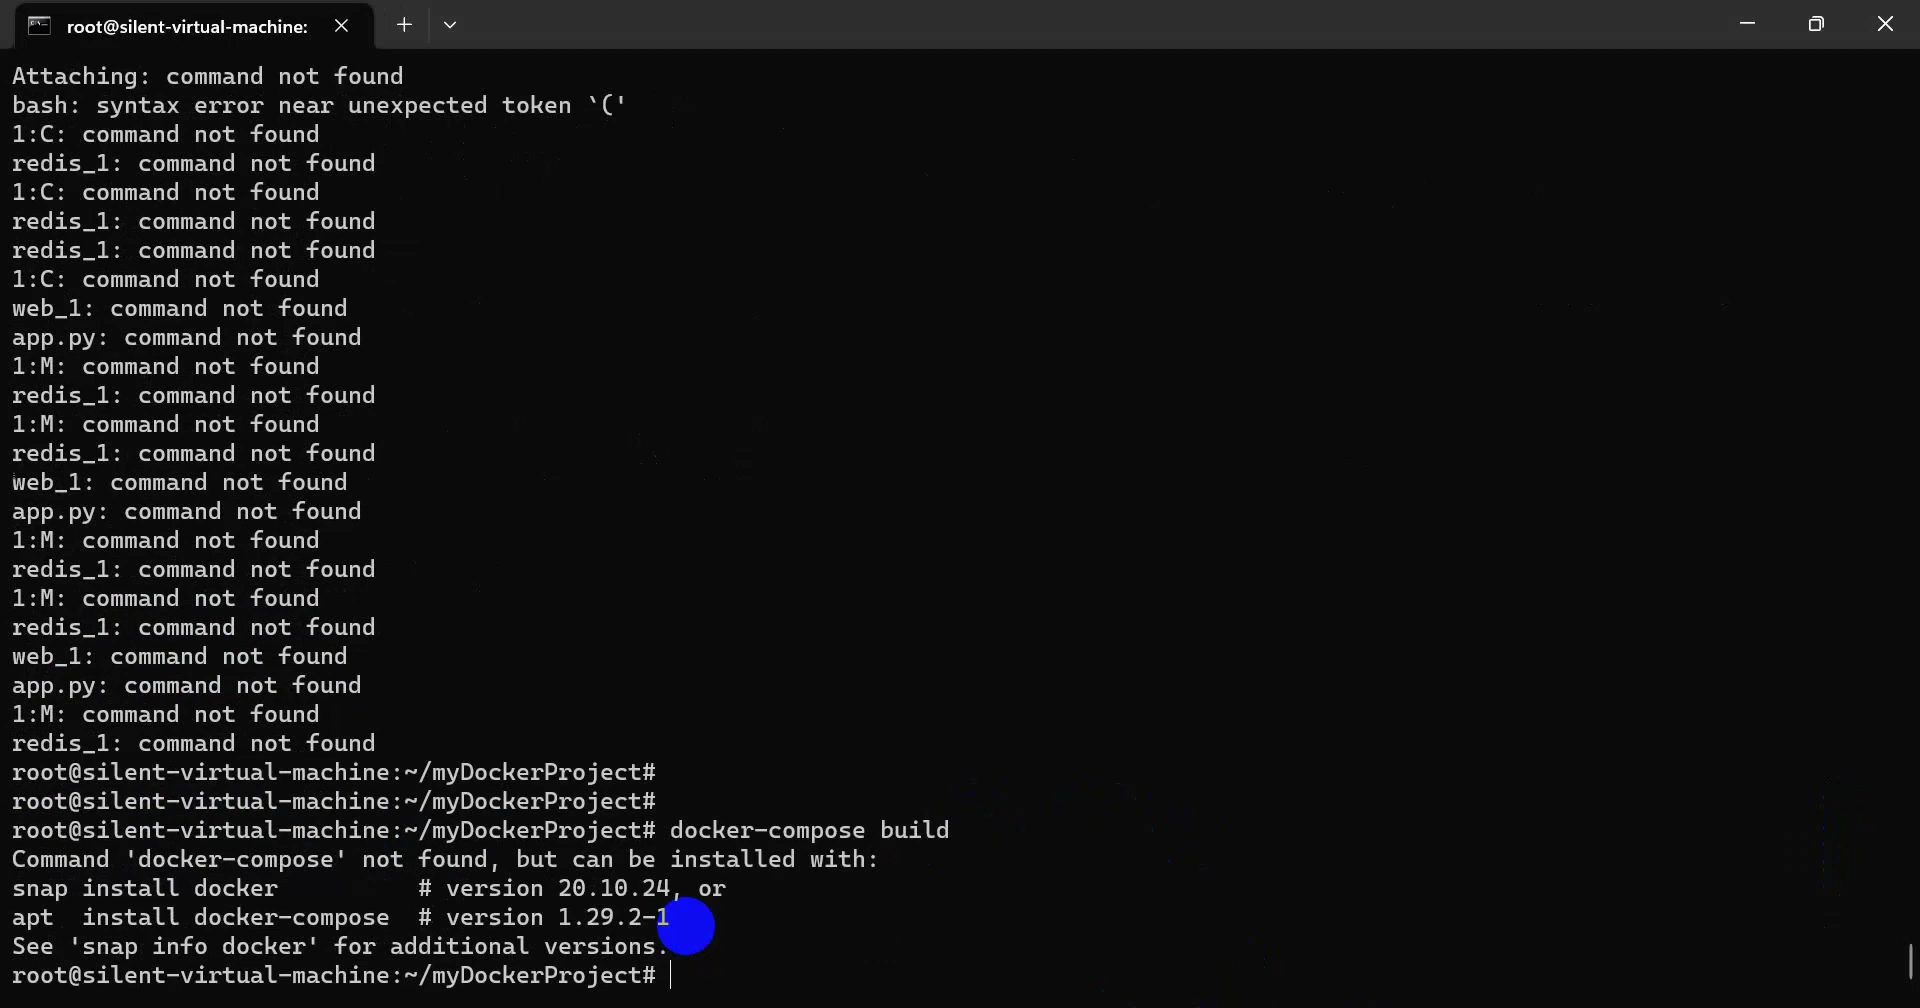 root@silent-virtual-machine:
Attaching: command not found
bash: syntax error near unexpected token `('
1:C: command not found
redis_1: command not found
1:C: command not found
redis_1: command not found
redis_1: command not found
1:C: command not found
web_1: command not found
app.py: command not found
1:M: command not found
redis_1: command not found
1:M: command not found
redis_1: command not found
web_1: command not found
app.py: command not found
1:M: command not found
redis_1: command not found
1:M: command not found
redis_1: command not found
web_1: command not found
app.py: command not found
1:M: command not found
redis_1: command not found
root@silent-virtual-machine:~/myDockerProject#
root@silent-virtual-machine:~/myDockerProject#
root@silent-virtual-machine:~/myDockerProject# docker-compose build
Command 'docker-compose' not found, but can be installed with:
snap install docker          # version 20.10.24, or
apt  install docker-compose  # version 1.29.2-1
See 'snap info docker' for additional versions.
root@silent-virtual-machine:~/myDockerProject#